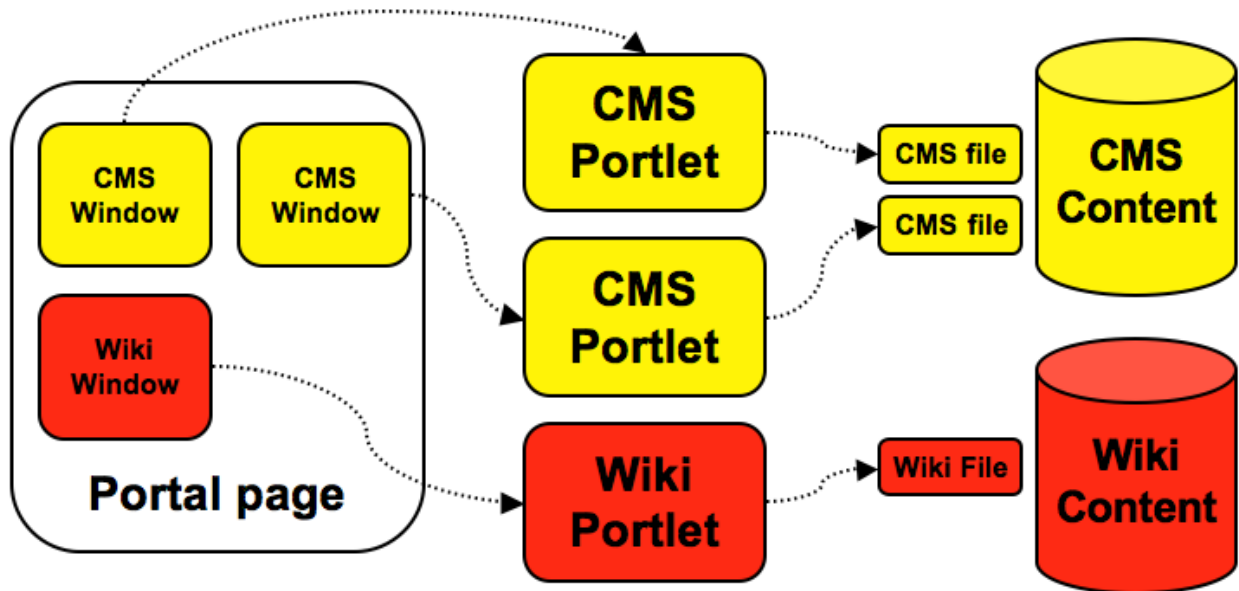 CMS
Window
CMS
Window
Wiki
Window
Portal page
CMS
Portlet
CMS
Portlet
Wiki
Portlet
CMS file
CMS file
Wiki File
CMS
Content
Wiki
Content